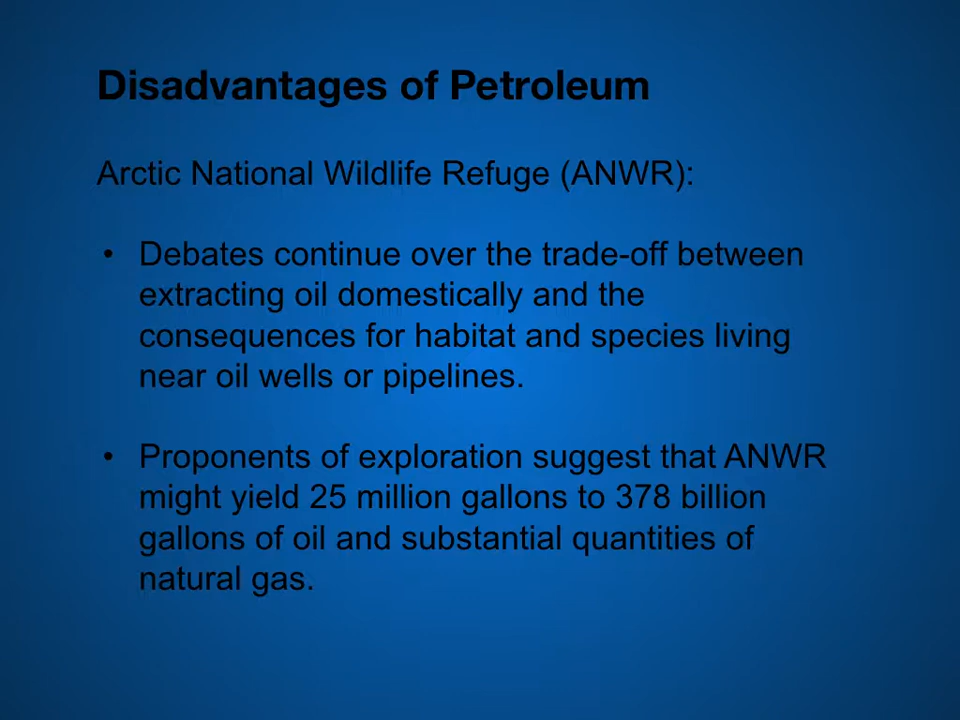 Disadvantages of Petroleum
Arctic National Wildlife Refuge (ANWR):
• Debates continue over the trade-off between
extracting oil domestically and the
consequences for habitat and species living
near oil wells or pipelines.
• Proponents of exploration suggest that ANWR
might yield 25 million gallons to 378 billion
gallons of oil and substantial quantities of
natural gas.